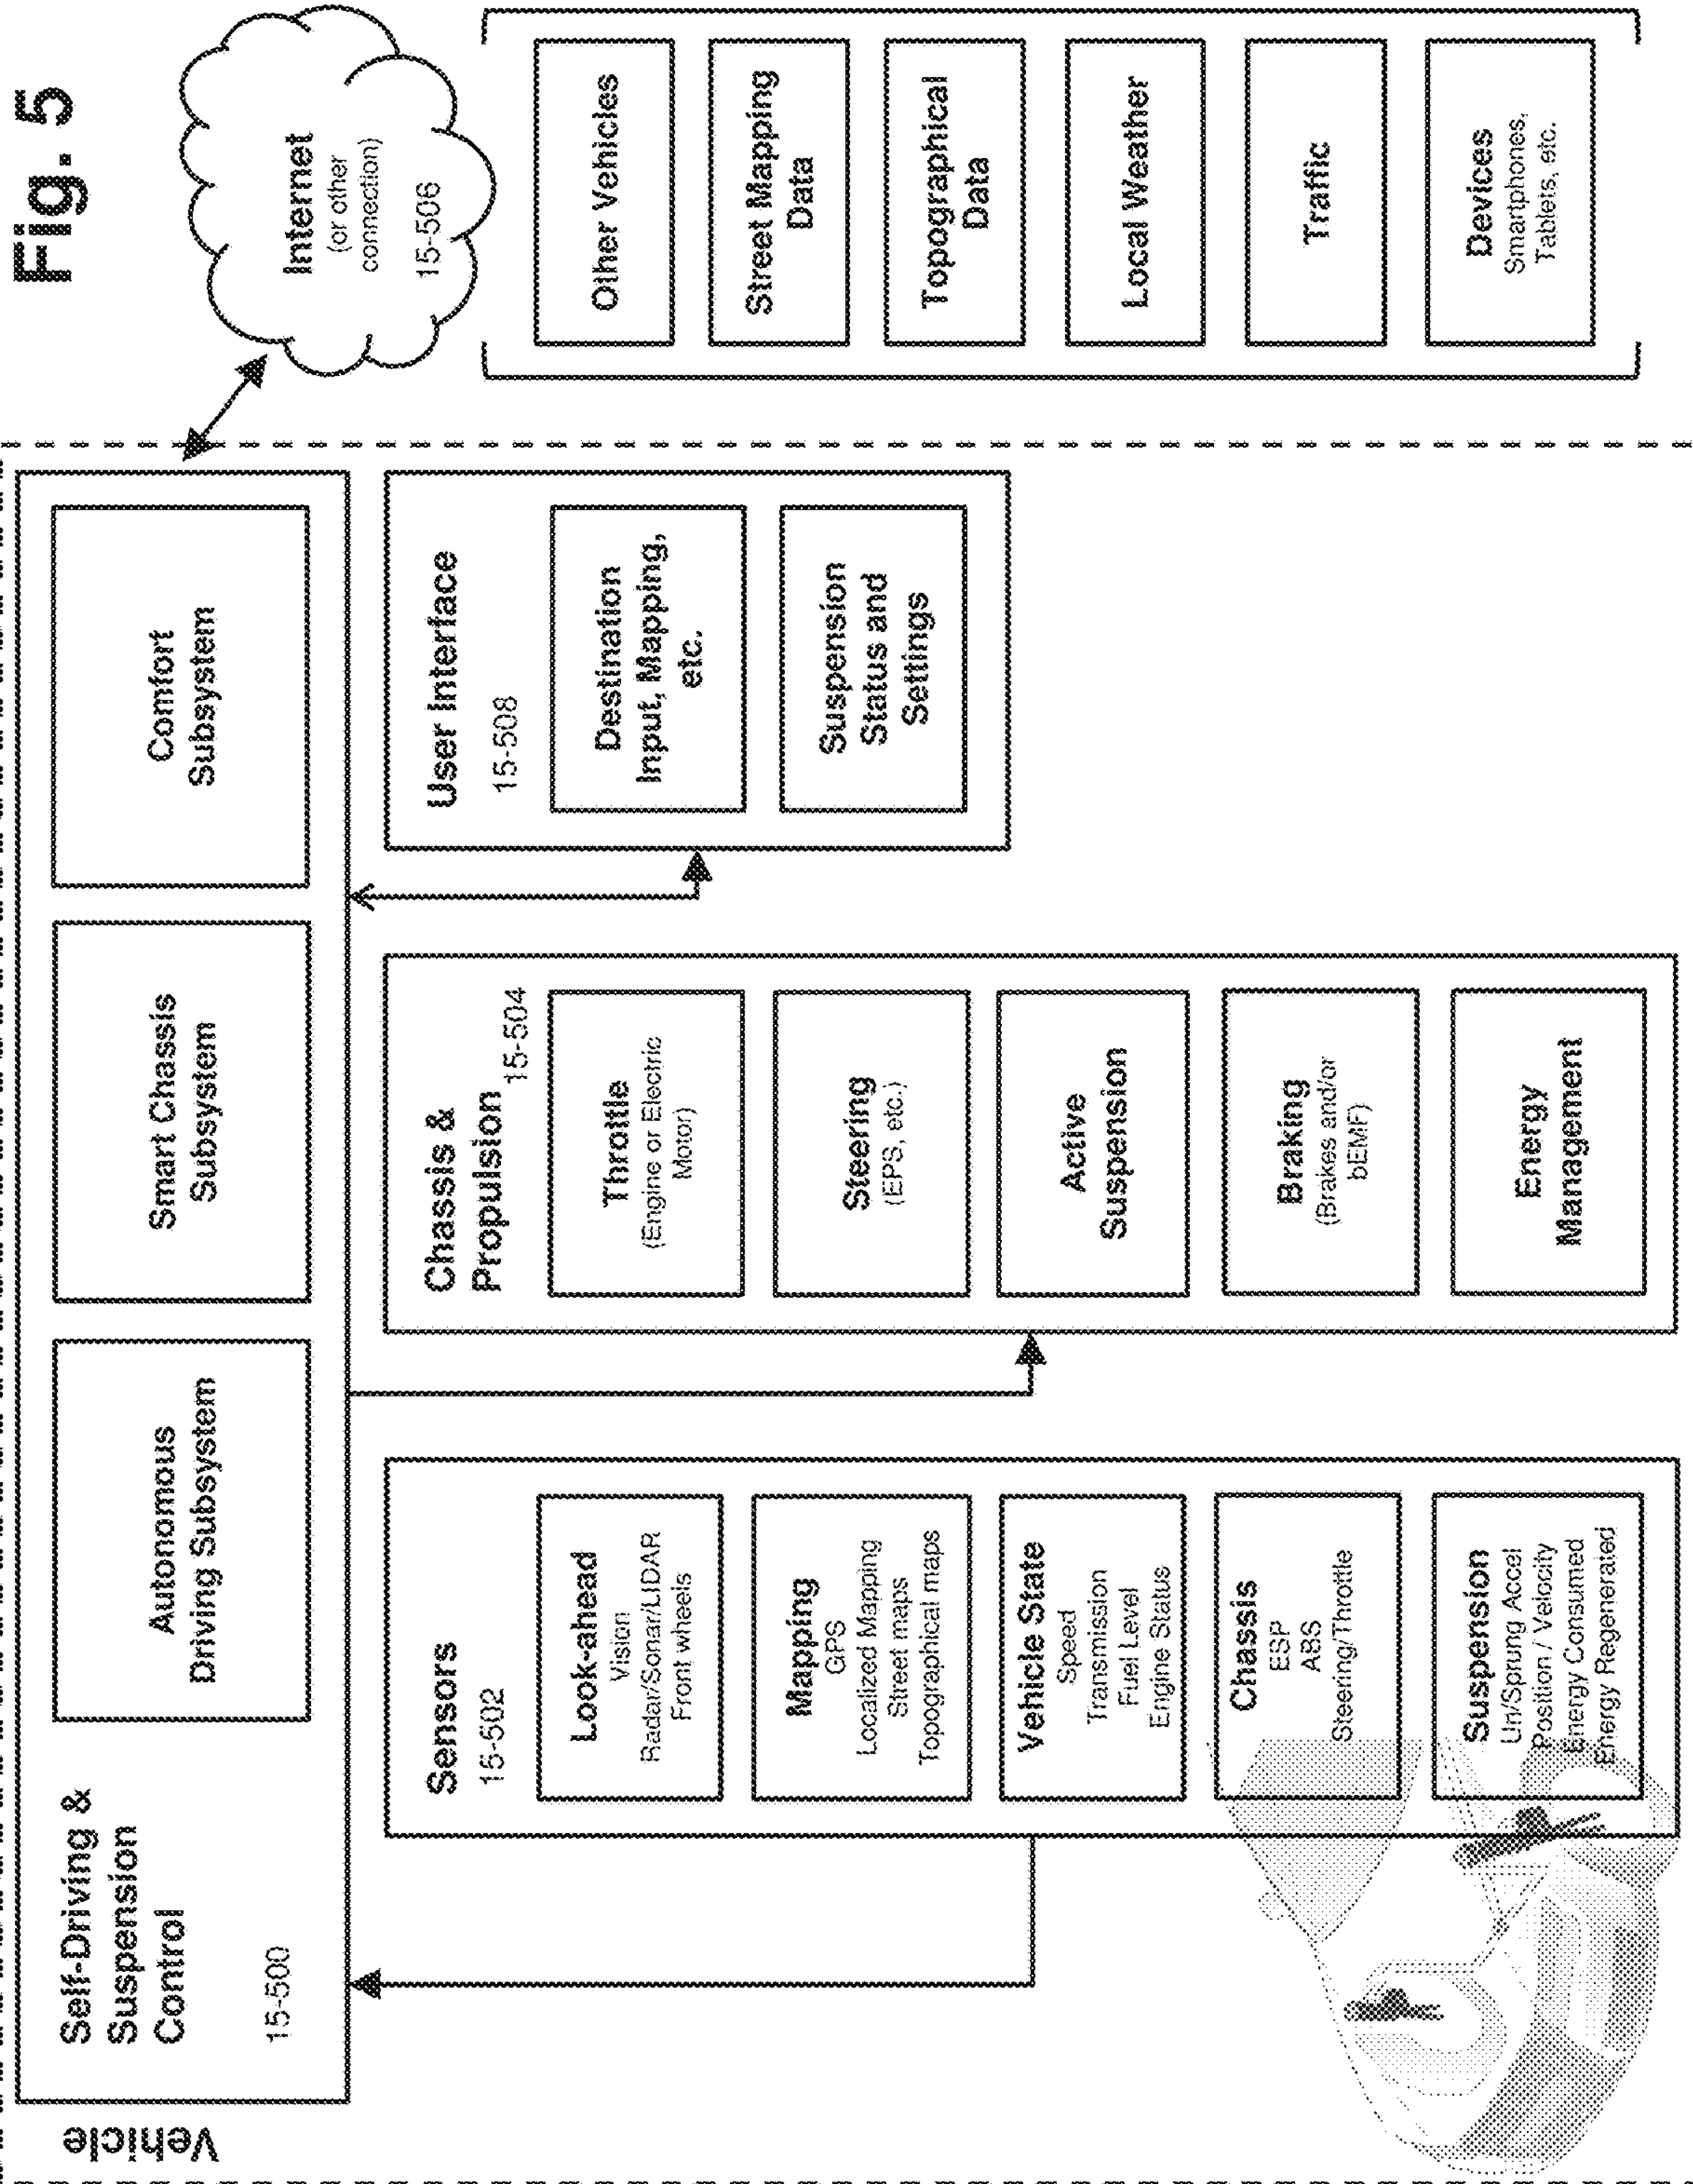 Fig. 5
Vehicle
Self-Driving &
Suspension
Control
15-500
Autonomous
Driving Subsystem
Smart Chassis
Subsystem
Comfort
Subsystem
Sensors
15-502
Look-ahead
Vision
Radar/Sonar/LIDAR
Front wheels
Mapping
GPS
Localized Mapping
Street maps
Topographical maps
Vehicle State
Speed
Transmission
Fuel Level
Engine Status
Chassis
ESP
ABS
Steering/Throttle
Suspension
Un/Sprung Accel
Position / Velocity
Energy Consumed
Energy Regenerated
Chassis &
Propulsion
15-504
Throttle
(Engine or Electric
Motor)
Steering
(EPS, etc.)
Active
Suspension
Braking
(Brakes and/or
bEMF)
Energy
Management
User Interface
15-508
Destination
Input, Mapping,
etc.
Suspension
Status and
Settings
Internet
(or other
connection)
15-506
Other Vehicles
Street Mapping
Data
Topographical
Data
Local Weather
Traffic
Devices
Smartphones,
Tablets, etc.